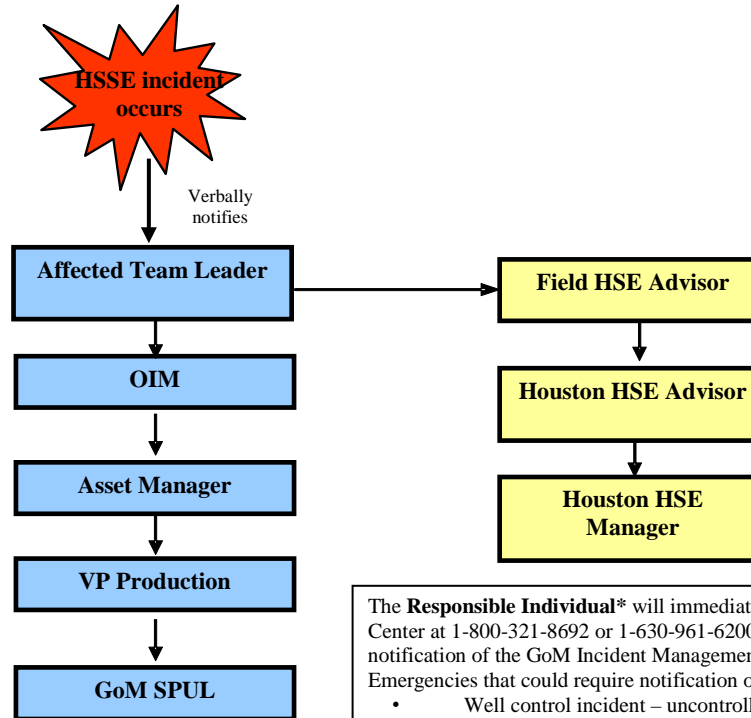 HSSE incident
occurs
Verbally
notifies
Affected Team Leader
Field HSE Advisor
OIM
Houston HSE Advisor
Asset Manager
Houston HSE
Manager
VP Production
GoM SPUL
The Responsible Individual* will immediat
Center at 1-800-321-8692 or 1-630-961-6200
notification of the GoM Incident Management
Emergencies that could require notification o
• Well control incident – uncontroll